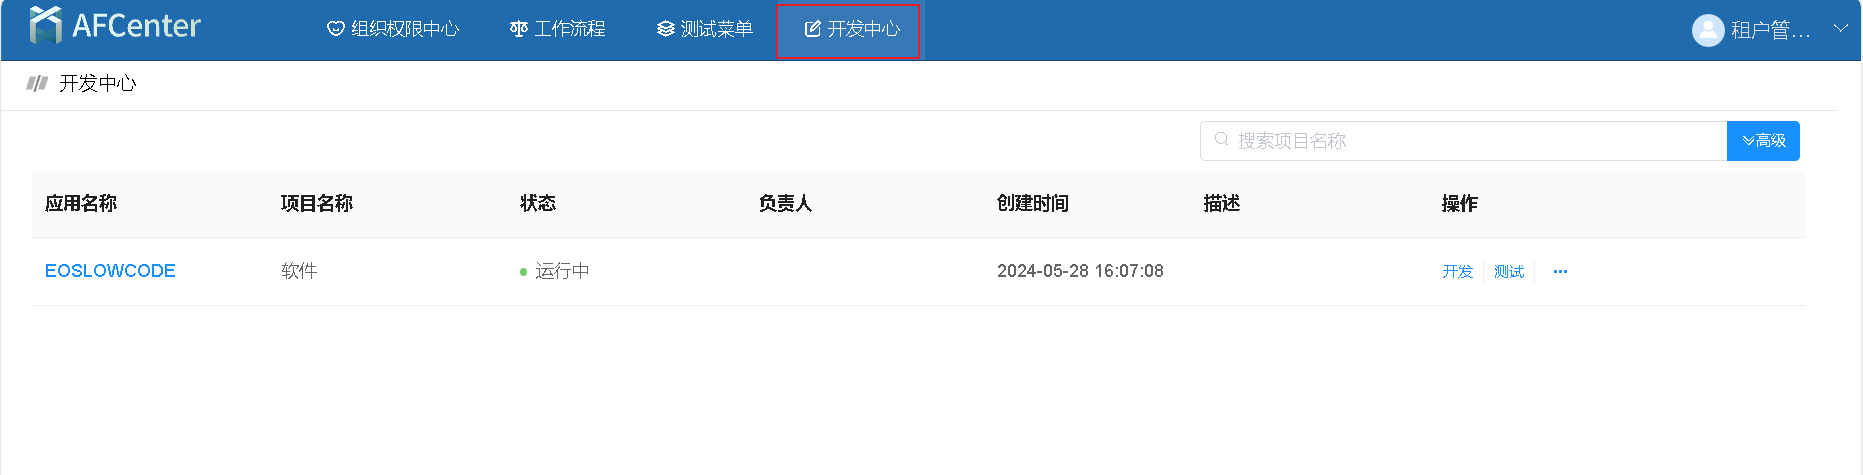 AFCenter 组织权限中心 工作流程 测试菜单 开发中心 租户管...
开发中心
搜索项目名称 高级
应用名称 项目名称 状态 负责人 创建时间 描述 操作
EOSLOWCODE 软件 运行中 2024-05-28 16:07:08 开发 测试 ···